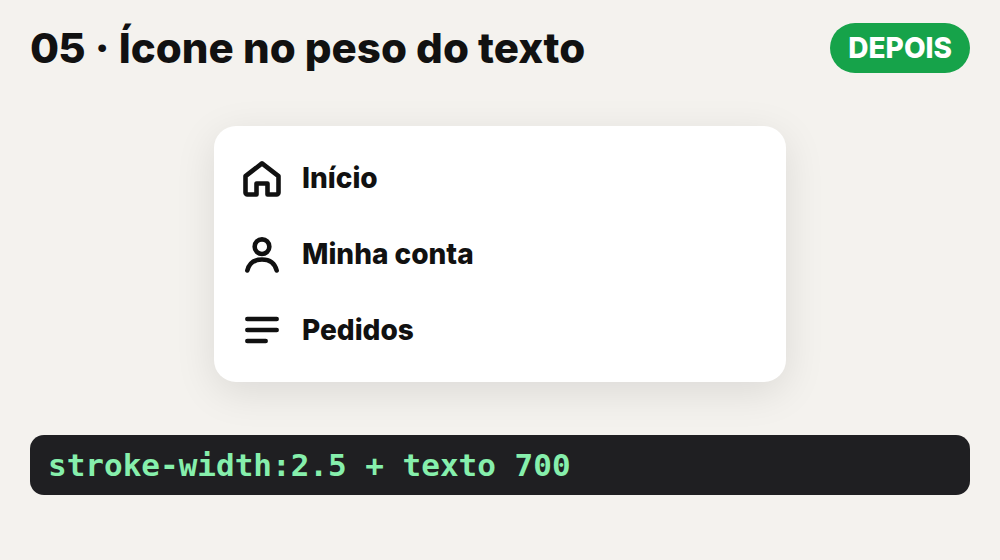 05 · Ícone no peso do texto
DEPOIS
Início
Minha conta
Pedidos
stroke-width:2.5 + texto 700